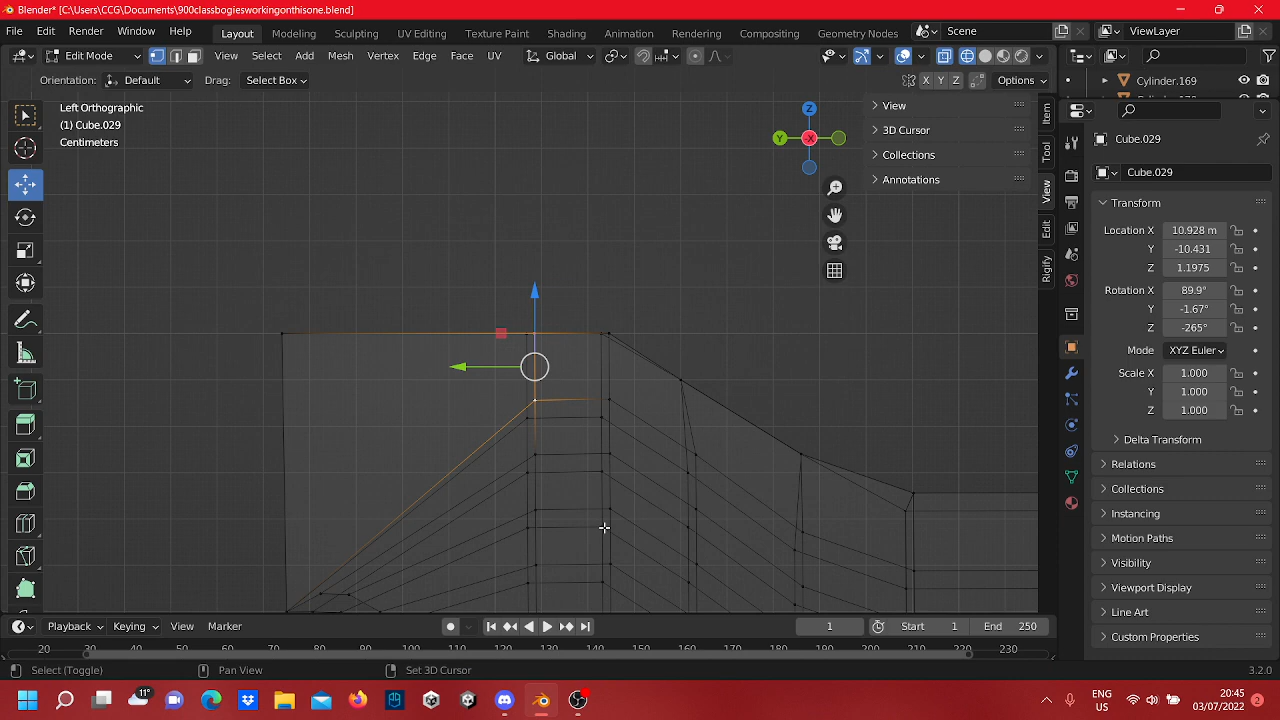 Blender* [C:\Users\CCG\Documents\900classbogiesworkingonthisone.blend]
File Edit Render Window Help Layout Modeling Sculpting UV Editing Texture Paint Shading Animation Rendering Compositing Geometry Nodes Scene ViewLayer
Edit Mode View Select Add Mesh Vertex Edge Face UV Global
Orientation: Default Drag: Select Box X Y Z Options
Cylinder.169
Left Orthographic
(1) Cube.029
Centimeters
View
3D Cursor
Collections
Annotations
Item
Tool
View
Edit
Rigify
Z
Y
-X
Cube.029
Cube.029
Transform
Location X 10.928 m
Y -10.431
Z 1.1975
Rotation X 89.9°
Y -1.67°
Z -265°
Mode XYZ Euler
Scale X 1.000
Y 1.000
Z 1.000
Delta Transform
Relations
Collections
Instancing
Motion Paths
Visibility
Viewport Display
Line Art
Custom Properties
Playback Keying View Marker 1 Start 1 End 250
20 30 40 50 60 70 80 90 100 110 120 130 140 150 160 170 180 190 200 210 220 230
Select (Toggle) Pan View Set 3D Cursor 3.2.0
11° ENG US 20:45 03/07/2022 2